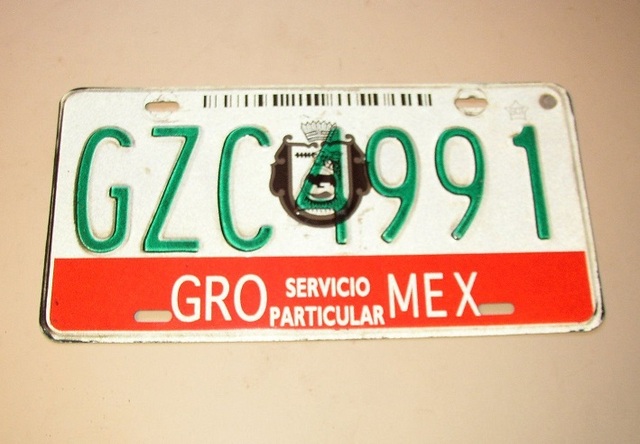 GZC4991
GRO SERVICIO PARTICULAR MEX